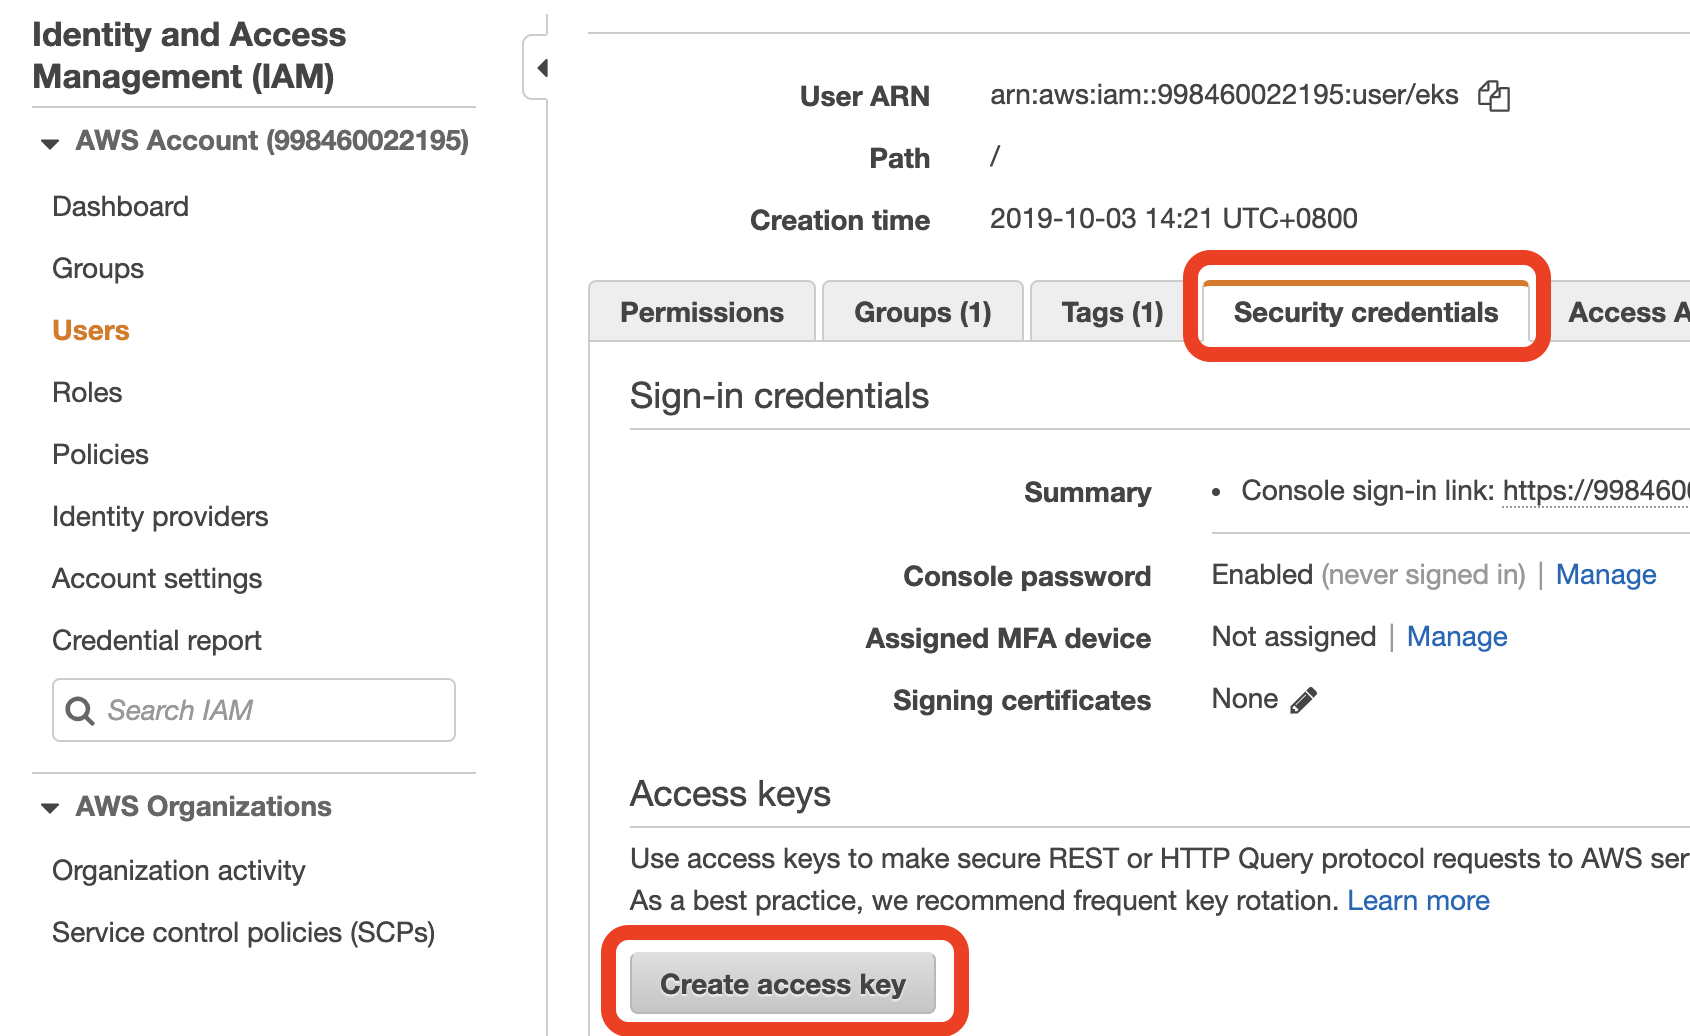 Identity and Access
Management (IAM)
AWS Account (998460022195)
Dashboard
Groups
Users
Roles
Policies
Identity providers
Account settings
Credential report
Search IAM
AWS Organizations
Organization activity
Service control policies (SCPs)
User ARN arn:aws:iam::998460022195:user/eks
Path /
Creation time 2019-10-03 14:21 UTC+0800
Permissions Groups (1) Tags (1) Security credentials Access A
Sign-in credentials
Summary • Console sign-in link: https://998460
Console password Enabled (never signed in) | Manage
Assigned MFA device Not assigned | Manage
Signing certificates None
Access keys
Use access keys to make secure REST or HTTP Query protocol requests to AWS ser
As a best practice, we recommend frequent key rotation. Learn more
Create access key